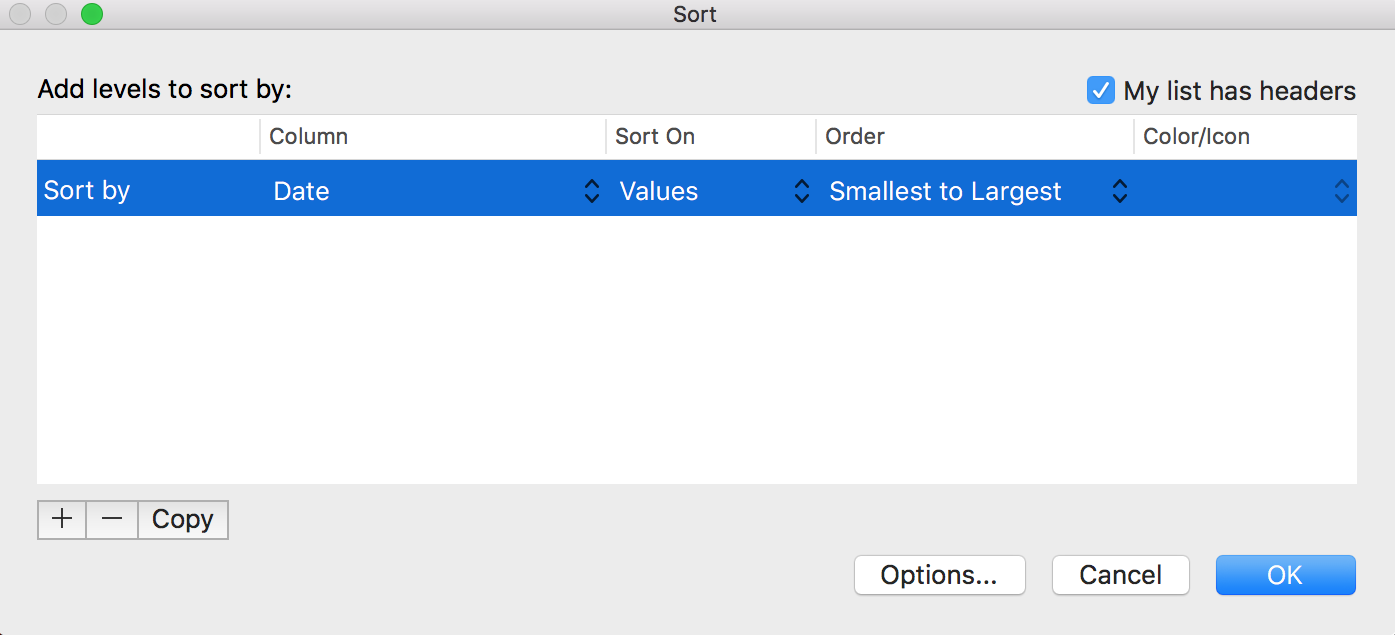 Sort
Add levels to sort by:
My list has headers
Column Sort On Order Color/Icon
Sort by Date Values Smallest to Largest
+ − Copy
Options... Cancel OK